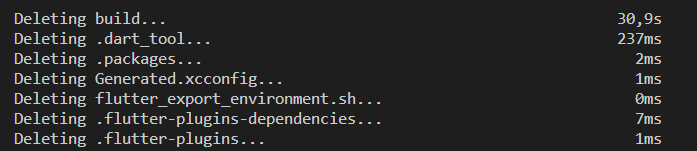 Deleting build... 30,9s
Deleting .dart_tool... 237ms
Deleting .packages... 2ms
Deleting Generated.xcconfig... 1ms
Deleting flutter_export_environment.sh... 0ms
Deleting .flutter-plugins-dependencies... 7ms
Deleting .flutter-plugins... 1ms